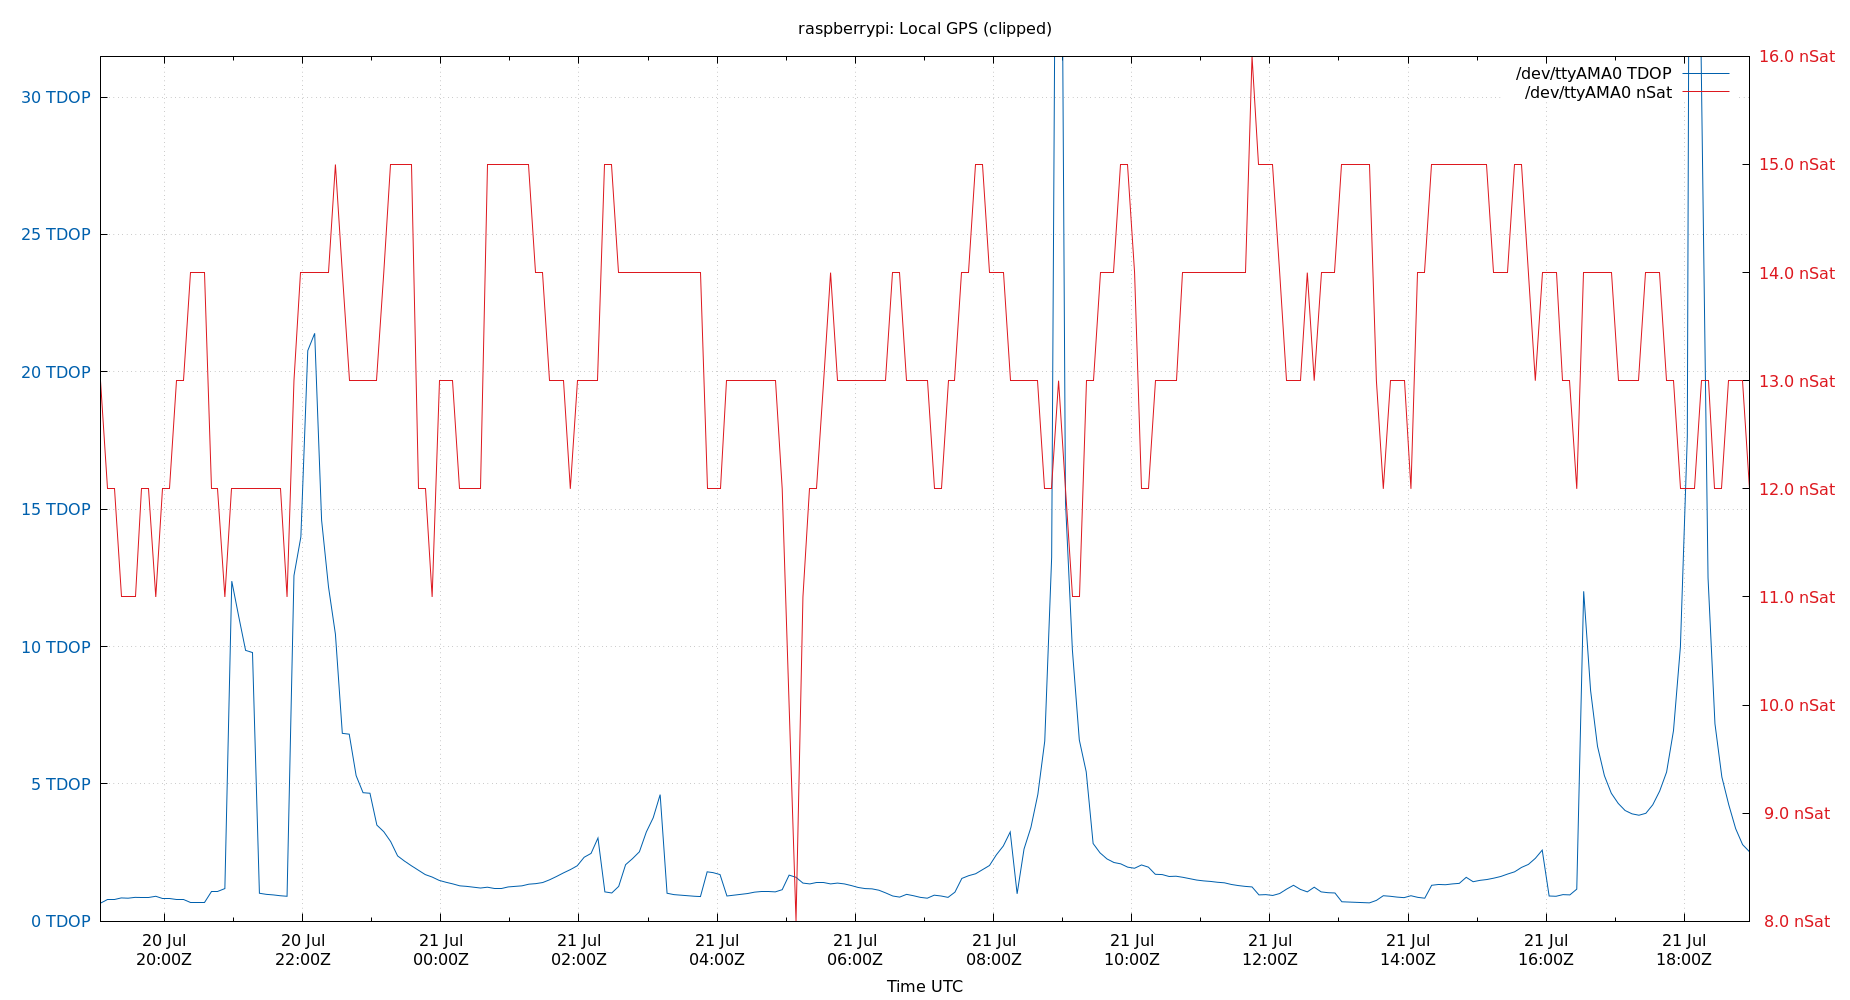 raspberrypi: Local GPS (clipped)
16.0 nSat
/dev/ttyAMA0 TDOP
/dev/ttyAMA0 nSat
30 TDOP
15.0 nSat
25 TDOP
14.0 nSat
20 TDOP
13.0 nSat
12.0 nSat
15 TDOP
11.0 nSat
10 TDOP
10.0 nSat
5 TDOP
9.0 nSat
0 TDOP
8.0 nSat
20 Jul 20 Jul 21 Jul 21 Jul 21 Jul 21 Jul 21 Jul 21 Jul 21 Jul 21 Jul 21 Jul 21 Jul
20:00Z 22:00Z 00:00Z 02:00Z 04:00Z 06:00Z 08:00Z 10:00Z 12:00Z 14:00Z 16:00Z 18:00Z
Time UTC